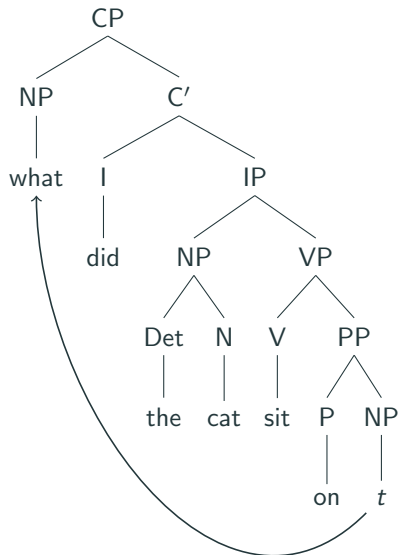 CP
NP C′
what I IP
did NP VP
Det N V PP
the cat sit P NP
on t